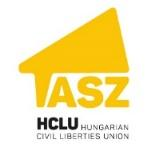 TASZ
HCLU HUNGARIAN
CIVIL LIBERTIES UNION